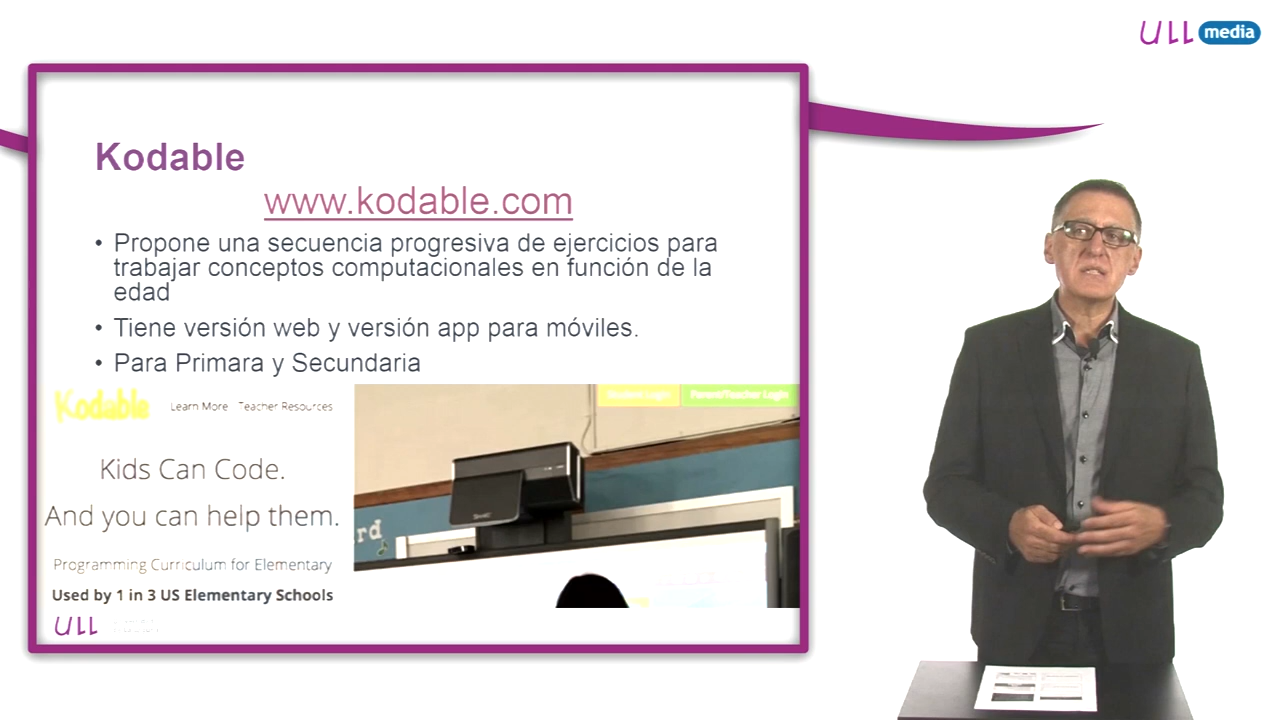 ULL media
Kodable
www.kodable.com
• Propone una secuencia progresiva de ejercicios para
trabajar conceptos computacionales en función de la
edad
• Tiene versión web y versión app para móviles.
• Para Primara y Secundaria
Kodable Learn More Teacher Resources
Parent/Teacher Login
Kids Can Code.
And you can help them.
Programming Curriculum for Elementary
Used by 1 in 3 US Elementary Schools
ULL